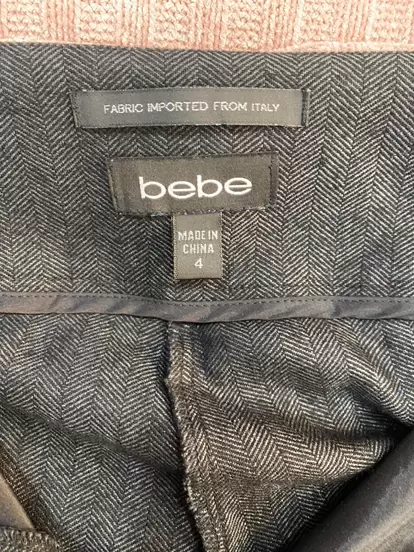 FABRIC IMPORTED FROM ITALY
bebe
MADE IN
CHINA
4